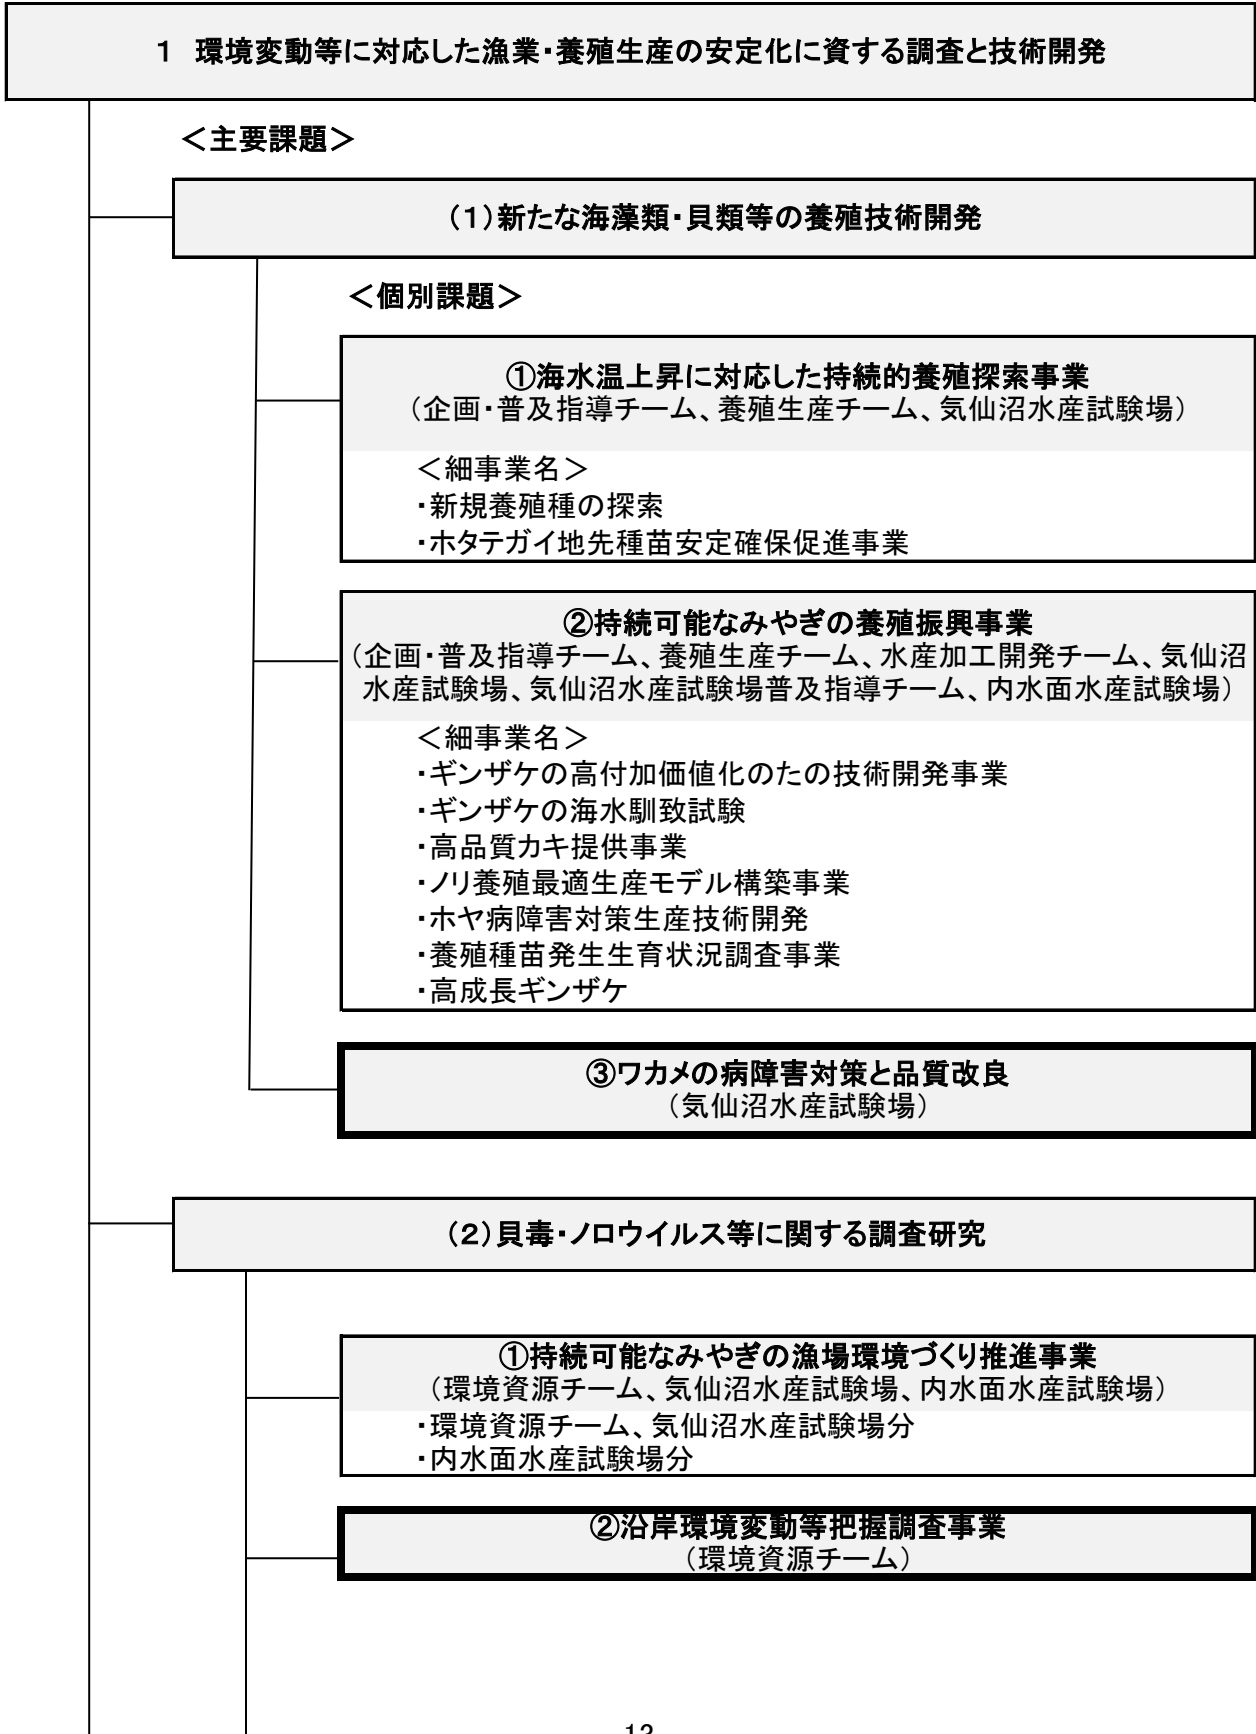 1 環境変動等に対応した漁業・養殖生産の安定化に資する調査と技術開発
＜主要課題＞
（１）新たな海藻類・貝類等の養殖技術開発
＜個別課題＞
①海水温上昇に対応した持続的養殖探索事業
（企画・普及指導チーム、養殖生産チーム、気仙沼水産試験場）
＜細事業名＞
・新規養殖種の探索
・ホタテガイ地先種苗安定確保促進事業
②持続可能なみやぎの養殖振興事業
（企画・普及指導チーム、養殖生産チーム、水産加工開発チーム、気仙沼
水産試験場、気仙沼水産試験場普及指導チーム、内水面水産試験場）
＜細事業名＞
・ギンザケの高付加価値化のたの技術開発事業
・ギンザケの海水馴致試験
・高品質カキ提供事業
・ノリ養殖最適生産モデル構築事業
・ホヤ病障害対策生産技術開発
・養殖種苗発生生育状況調査事業
・高成長ギンザケ
③ワカメの病障害対策と品質改良
（気仙沼水産試験場）
（２）貝毒・ノロウイルス等に関する調査研究
①持続可能なみやぎの漁場環境づくり推進事業
（環境資源チーム、気仙沼水産試験場、内水面水産試験場）
・環境資源チーム、気仙沼水産試験場分
・内水面水産試験場分
②沿岸環境変動等把握調査事業
（環境資源チーム）